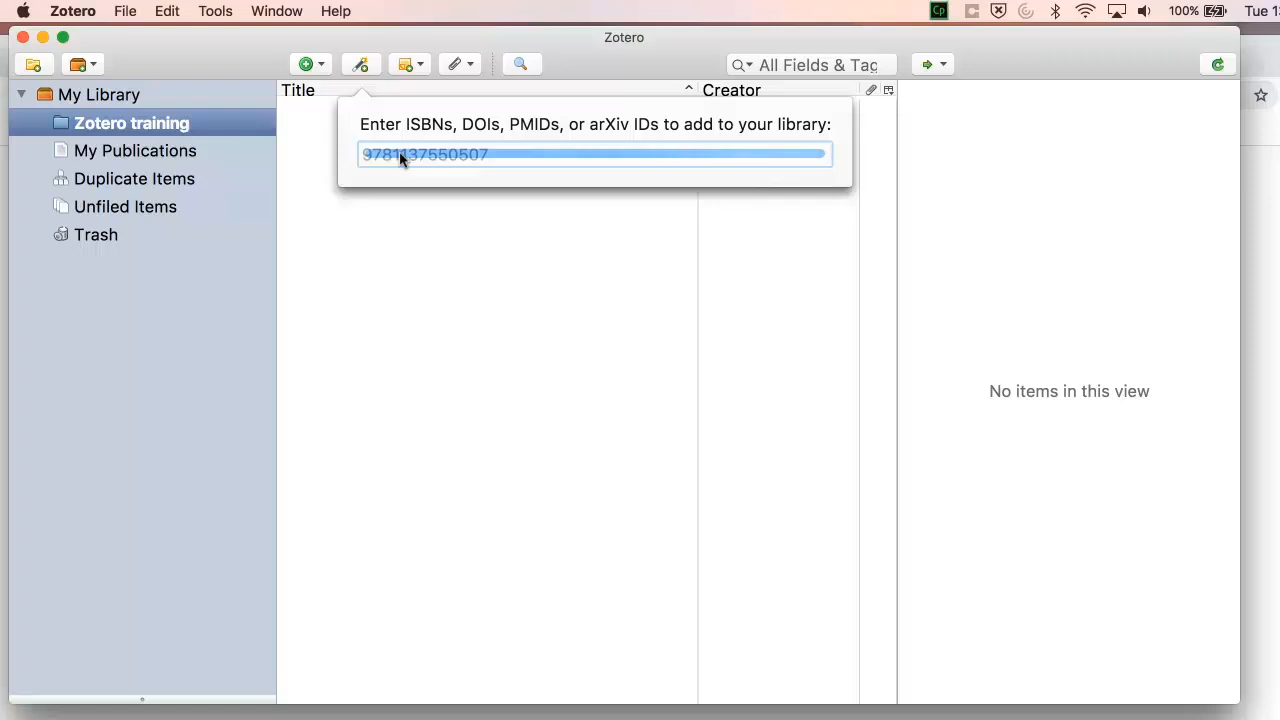 Zotero File Edit Tools Window Help
Cp 100% Tue 1
Zotero
All Fields & Tag
My Library
Zotero training
My Publications
Duplicate Items
Unfiled Items
Trash
Title Creator
Enter ISBNs, DOIs, PMIDs, or arXiv IDs to add to your library:
9781137550507
No items in this view